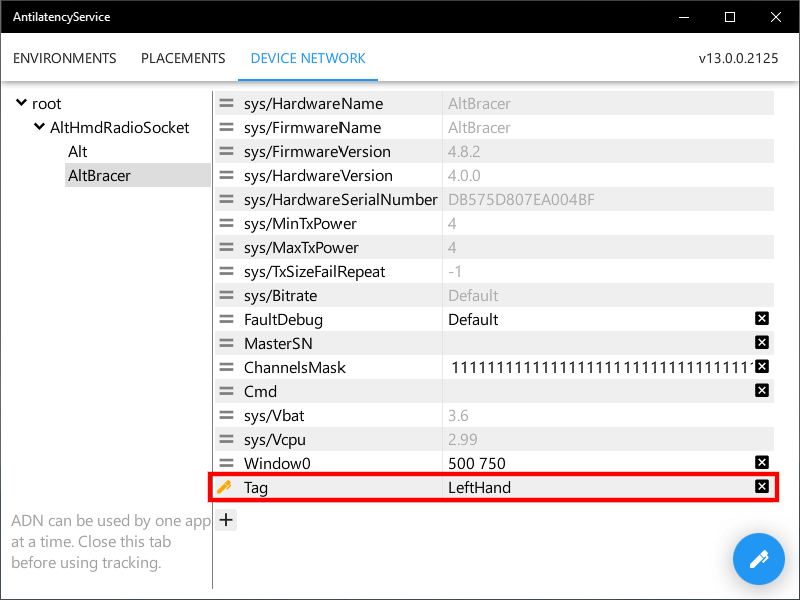 AntilatencyService
ENVIRONMENTS PLACEMENTS DEVICE NETWORK v13.0.0.2125
root
AltHmdRadioSocket
Alt
AltBracer
sys/HardwareName AltBracer
sys/FirmwareName AltBracer
sys/FirmwareVersion 4.8.2
sys/HardwareVersion 4.0.0
sys/HardwareSerialNumber DB575D807EA004BF
sys/MinTxPower 4
sys/MaxTxPower 4
sys/TxSizeFailRepeat -1
sys/Bitrate Default
FaultDebug Default
MasterSN
ChannelsMask
Cmd
sys/Vbat 3.6
sys/Vcpu 2.99
Window0 500 750
Tag LeftHand
ADN can be used by one app
at a time. Close this tab
before using tracking.